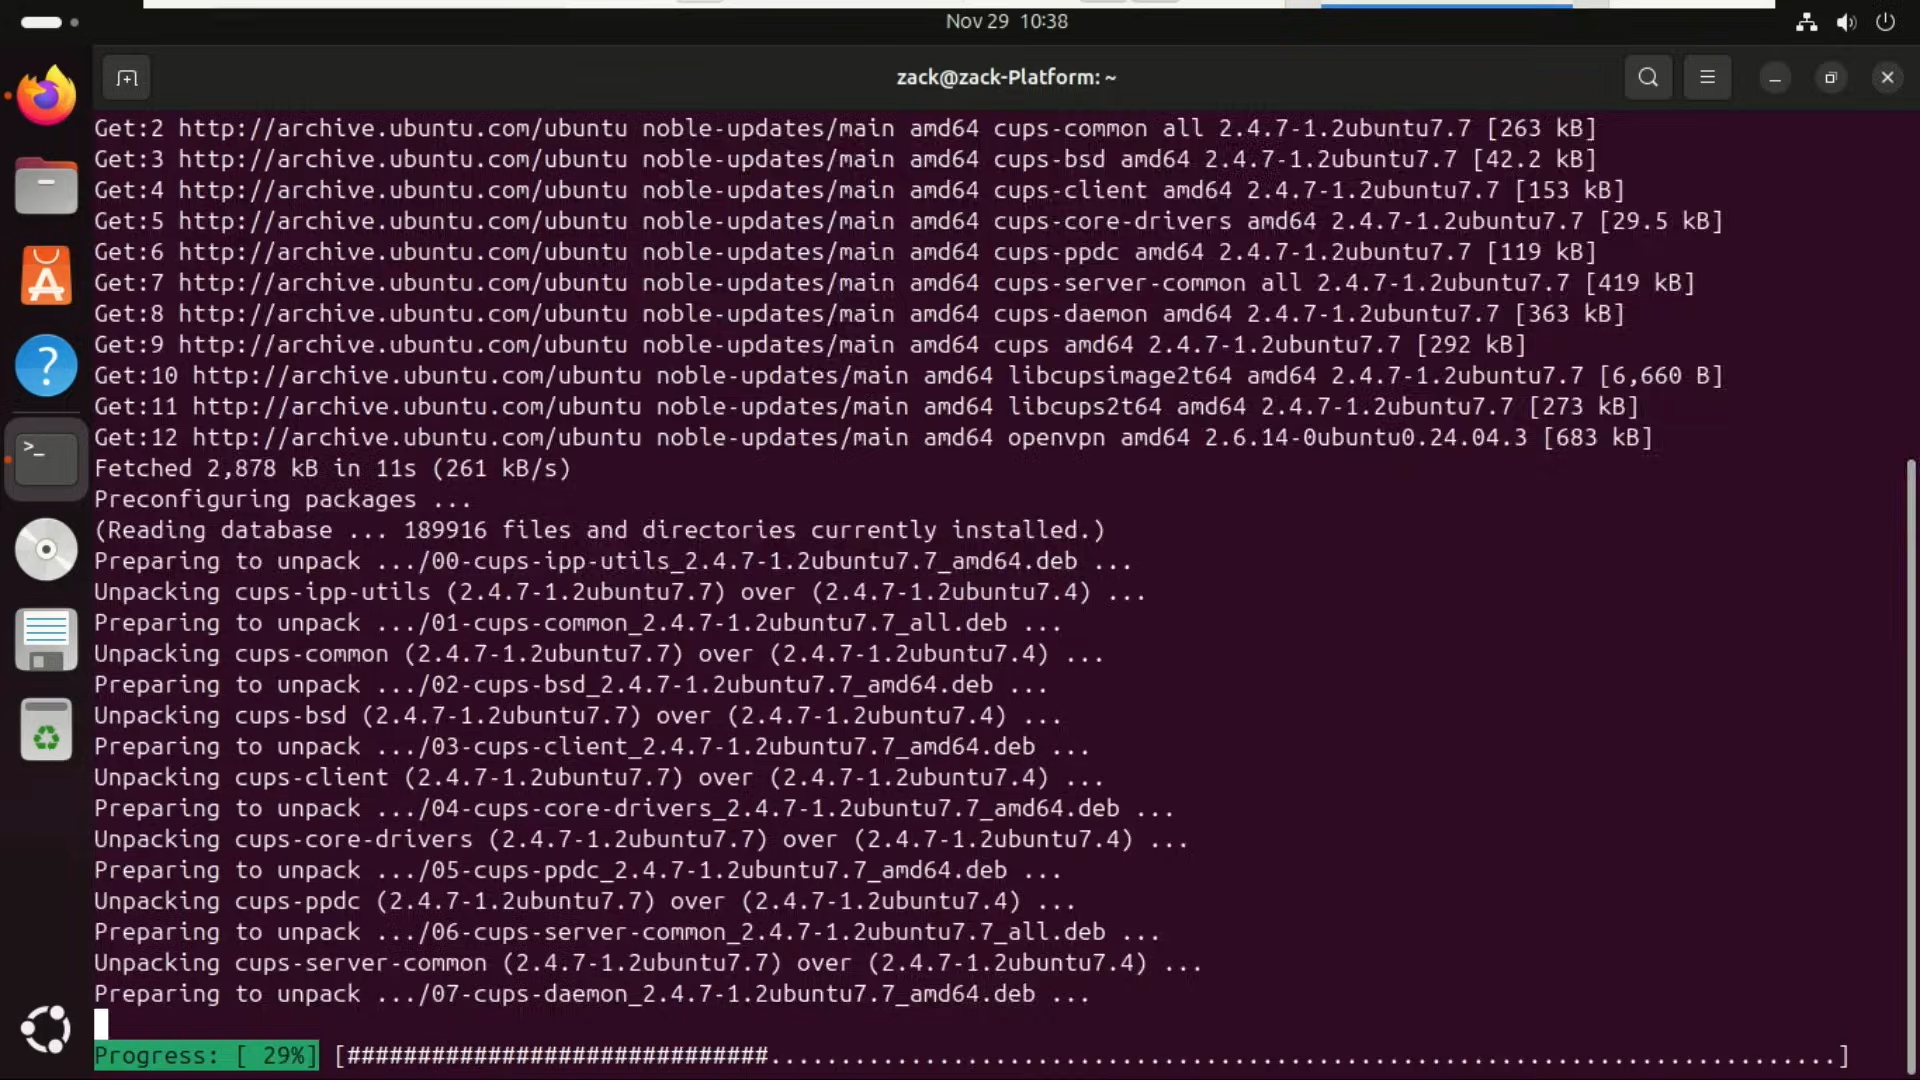 Nov 29 10:38
zack@zack-Platform: ~
Get:2 http://archive.ubuntu.com/ubuntu noble-updates/main amd64 cups-common all 2.4.7-1.2ubuntu7.7 [263 kB]
Get:3 http://archive.ubuntu.com/ubuntu noble-updates/main amd64 cups-bsd amd64 2.4.7-1.2ubuntu7.7 [42.2 kB]
Get:4 http://archive.ubuntu.com/ubuntu noble-updates/main amd64 cups-client amd64 2.4.7-1.2ubuntu7.7 [153 kB]
Get:5 http://archive.ubuntu.com/ubuntu noble-updates/main amd64 cups-core-drivers amd64 2.4.7-1.2ubuntu7.7 [29.5 kB]
Get:6 http://archive.ubuntu.com/ubuntu noble-updates/main amd64 cups-ppdc amd64 2.4.7-1.2ubuntu7.7 [119 kB]
Get:7 http://archive.ubuntu.com/ubuntu noble-updates/main amd64 cups-server-common all 2.4.7-1.2ubuntu7.7 [419 kB]
Get:8 http://archive.ubuntu.com/ubuntu noble-updates/main amd64 cups-daemon amd64 2.4.7-1.2ubuntu7.7 [363 kB]
Get:9 http://archive.ubuntu.com/ubuntu noble-updates/main amd64 cups amd64 2.4.7-1.2ubuntu7.7 [292 kB]
Get:10 http://archive.ubuntu.com/ubuntu noble-updates/main amd64 libcupsimage2t64 amd64 2.4.7-1.2ubuntu7.7 [6,660 B]
Get:11 http://archive.ubuntu.com/ubuntu noble-updates/main amd64 libcups2t64 amd64 2.4.7-1.2ubuntu7.7 [273 kB]
Get:12 http://archive.ubuntu.com/ubuntu noble-updates/main amd64 openvpn amd64 2.6.14-0ubuntu0.24.04.3 [683 kB]
Fetched 2,878 kB in 11s (261 kB/s)
Preconfiguring packages ...
(Reading database ... 189916 files and directories currently installed.)
Preparing to unpack .../00-cups-ipp-utils_2.4.7-1.2ubuntu7.7_amd64.deb ...
Unpacking cups-ipp-utils (2.4.7-1.2ubuntu7.7) over (2.4.7-1.2ubuntu7.4) ...
Preparing to unpack .../01-cups-common_2.4.7-1.2ubuntu7.7_all.deb ...
Unpacking cups-common (2.4.7-1.2ubuntu7.7) over (2.4.7-1.2ubuntu7.4) ...
Preparing to unpack .../02-cups-bsd_2.4.7-1.2ubuntu7.7_amd64.deb ...
Unpacking cups-bsd (2.4.7-1.2ubuntu7.7) over (2.4.7-1.2ubuntu7.4) ...
Preparing to unpack .../03-cups-client_2.4.7-1.2ubuntu7.7_amd64.deb ...
Unpacking cups-client (2.4.7-1.2ubuntu7.7) over (2.4.7-1.2ubuntu7.4) ...
Preparing to unpack .../04-cups-core-drivers_2.4.7-1.2ubuntu7.7_amd64.deb ...
Unpacking cups-core-drivers (2.4.7-1.2ubuntu7.7) over (2.4.7-1.2ubuntu7.4) ...
Preparing to unpack .../05-cups-ppdc_2.4.7-1.2ubuntu7.7_amd64.deb ...
Unpacking cups-ppdc (2.4.7-1.2ubuntu7.7) over (2.4.7-1.2ubuntu7.4) ...
Preparing to unpack .../06-cups-server-common_2.4.7-1.2ubuntu7.7_all.deb ...
Unpacking cups-server-common (2.4.7-1.2ubuntu7.7) over (2.4.7-1.2ubuntu7.4) ...
Preparing to unpack .../07-cups-daemon_2.4.7-1.2ubuntu7.7_amd64.deb ...
Progress: [ 29%] [##############################............................................................................]